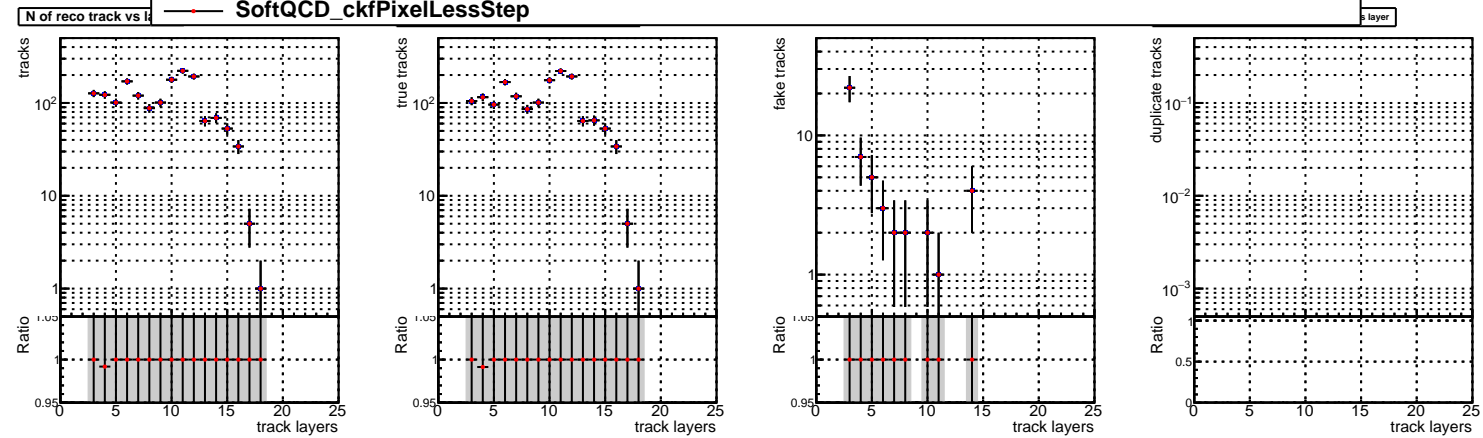 SoftQCD_ckfPixelLessStep
N of reco track vs la
s layer
tracks
10²
10
1
Ratio
1.05
1
0.95
0 5 10 15 20 25
track layers
true tracks
10²
10
1
Ratio
1.05
1
0.95
0 5 10 15 20 25
track layers
fake tracks
10
1
Ratio
1.05
1
0.95
0 5 10 15 20 25
track layers
duplicate tracks
10⁻¹
10⁻²
10⁻³
Ratio
1
0.5
0
0 5 10 15 20 25
track layers